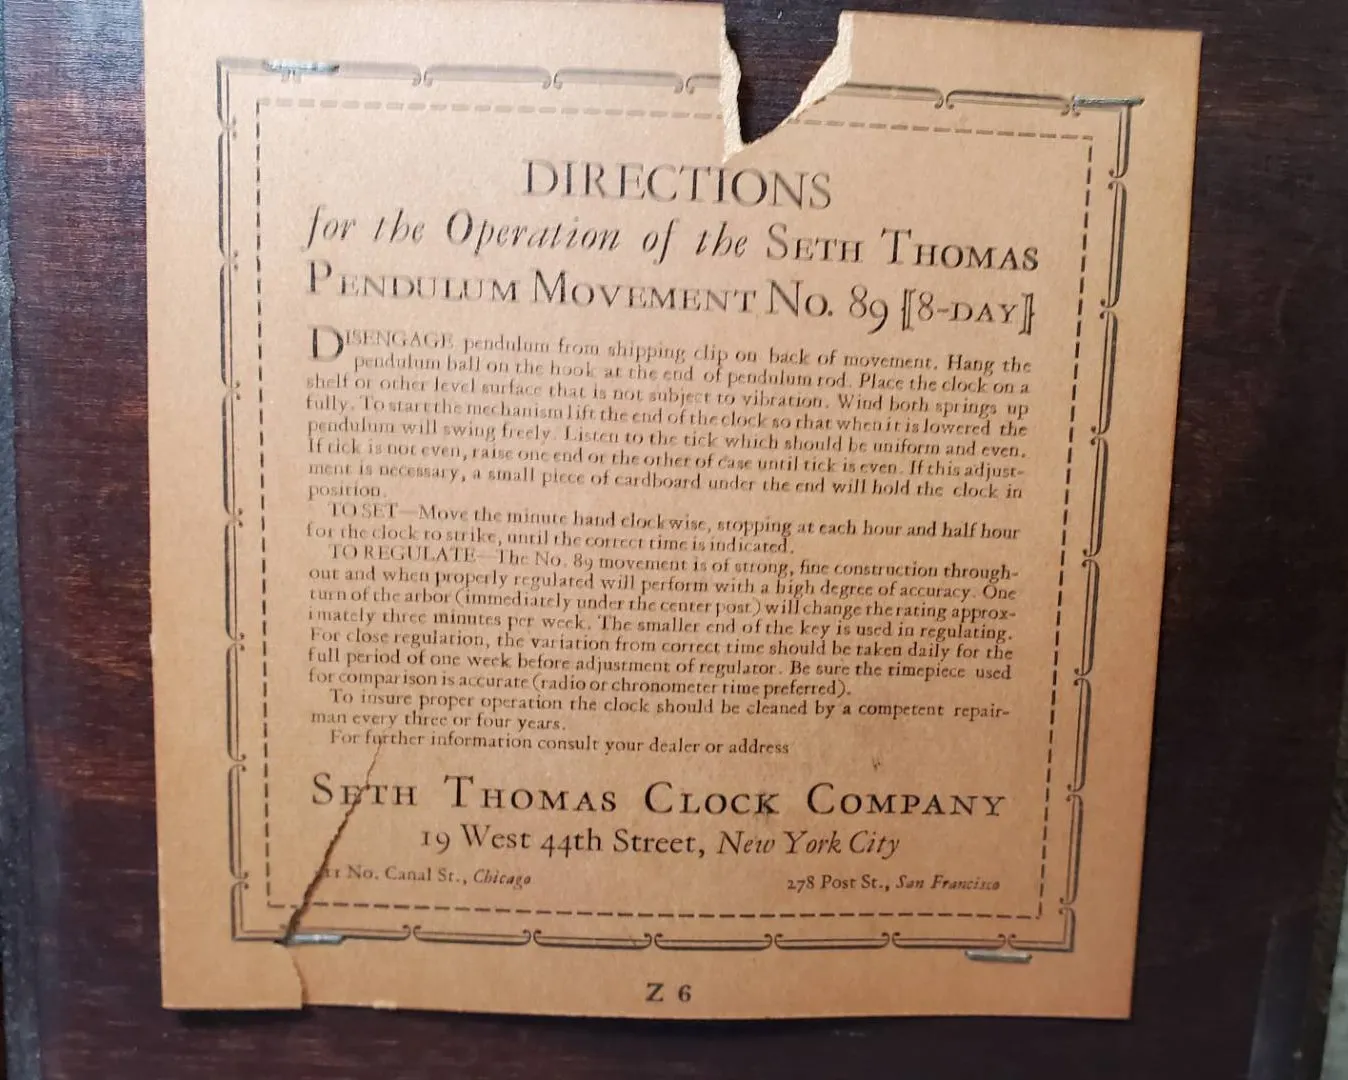 DIRECTIONS
for the Operation of the SETH THOMAS
PENDULUM MOVEMENT No. 89 [8-DAY]
DISENGAGE pendulum from shipping clip on back of movement. Hang the
pendulum ball on the hook at the end of pendulum rod. Place the clock on a
shelf or other level surface that is not subject to vibration. Wind both springs up
fully. To start the mechanism lift the end of the clock so that when it is lowered the
pendulum will swing freely. Listen to the tick which should be uniform and even.
If tick is not even, raise one end or the other of case until tick is even. If this adjust-
ment is necessary, a small piece of cardboard under the end will hold the clock in
position.
TO SET—Move the minute hand clockwise, stopping at each hour and half hour
for the clock to strike, until the correct time is indicated.
TO REGULATE—The No. 89 movement is of strong, fine construction through-
out and when properly regulated will perform with a high degree of accuracy. One
turn of the arbor (immediately under the center post) will change the rating approx-
imately three minutes per week. The smaller end of the key is used in regulating.
For close regulation, the variation from correct time should be taken daily for the
full period of one week before adjustment of regulator. Be sure the timepiece used
for comparison is accurate (radio or chronometer time preferred).
To insure proper operation the clock should be cleaned by a competent repair-
man every three or four years.
For further information consult your dealer or address
SETH THOMAS CLOCK COMPANY
19 West 44th Street, New York City
No. Canal St., Chicago
278 Post St., San Francisco
Z 6